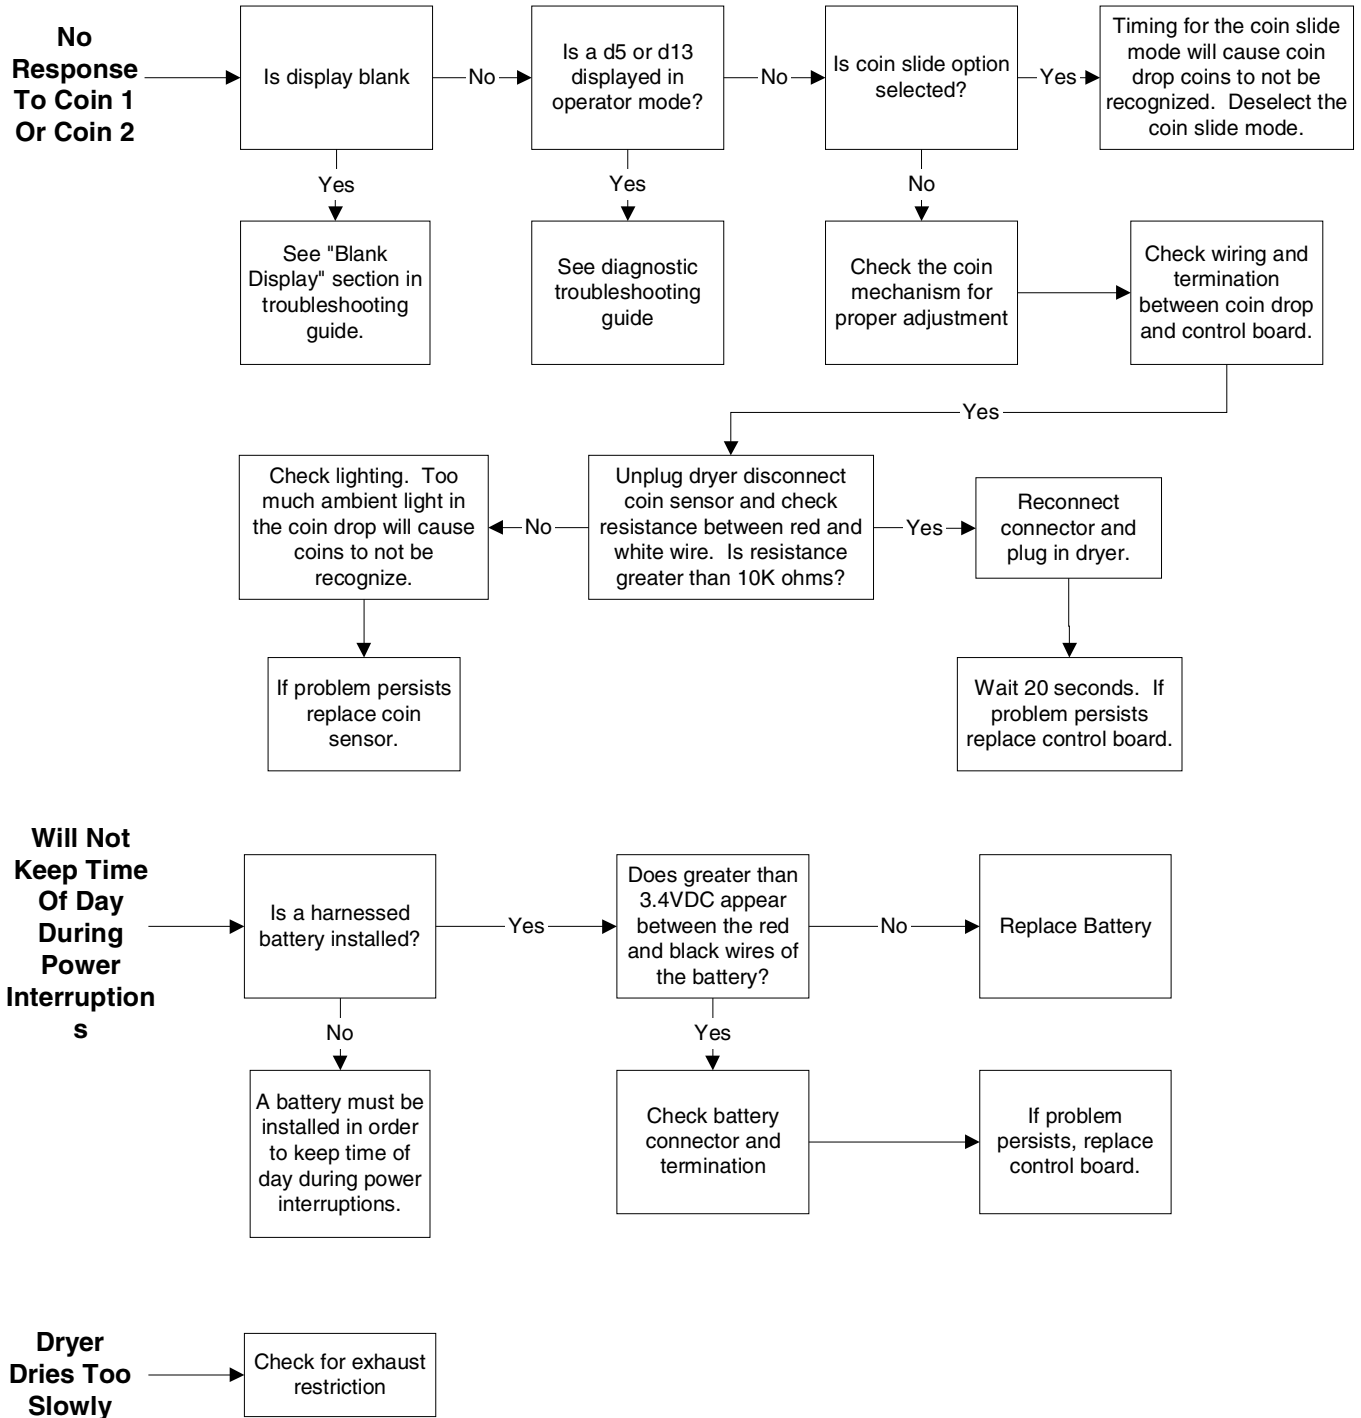 No
Response
To Coin 1
Or Coin 2
Is display blank
No
Is a d5 or d13
displayed in
operator mode?
No
Is coin slide option
selected?
Yes
Timing for the coin slide
mode will cause coin
drop coins to not be
recognized. Deselect the
coin slide mode.
Yes
Yes
No
See "Blank
Display" section in
troubleshooting
guide.
See diagnostic
troubleshooting
guide
Check the coin
mechanism for
proper adjustment
Check wiring and
termination
between coin drop
and control board.
Yes
Check lighting. Too
much ambient light in
the coin drop will cause
coins to not be
recognize.
No
Unplug dryer disconnect
coin sensor and check
resistance between red and
white wire. Is resistance
greater than 10K ohms?
Yes
Reconnect
connector and
plug in dryer.
If problem persists
replace coin
sensor.
Wait 20 seconds. If
problem persists
replace control board.
Will Not
Keep Time
Of Day
During
Power
Interruption
s
Is a harnessed
battery installed?
Yes
Does greater than
3.4VDC appear
between the red
and black wires of
the battery?
No
Replace Battery
No
Yes
A battery must be
installed in order
to keep time of
day during power
interruptions.
Check battery
connector and
termination
If problem
persists, replace
control board.
Dryer
Dries Too
Slowly
Check for exhaust
restriction